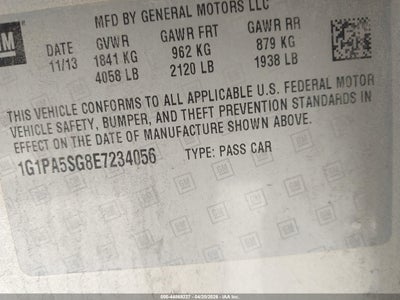 MFD BY GENERAL MOTORS LLC
GM
DATE GVWR GAWR FRT GAWR RR
11/13 1841 KG 962 KG 879 KG
4058 LB 2120 LB 1938 LB
THIS VEHICLE CONFORMS TO ALL APPLICABLE U.S. FEDERAL MOTOR
VEHICLE SAFETY, BUMPER, AND THEFT PREVENTION STANDARDS IN
EFFECT ON THE DATE OF MANUFACTURE SHOWN ABOVE.
1G1PA5SG8E7234056 TYPE: PASS CAR